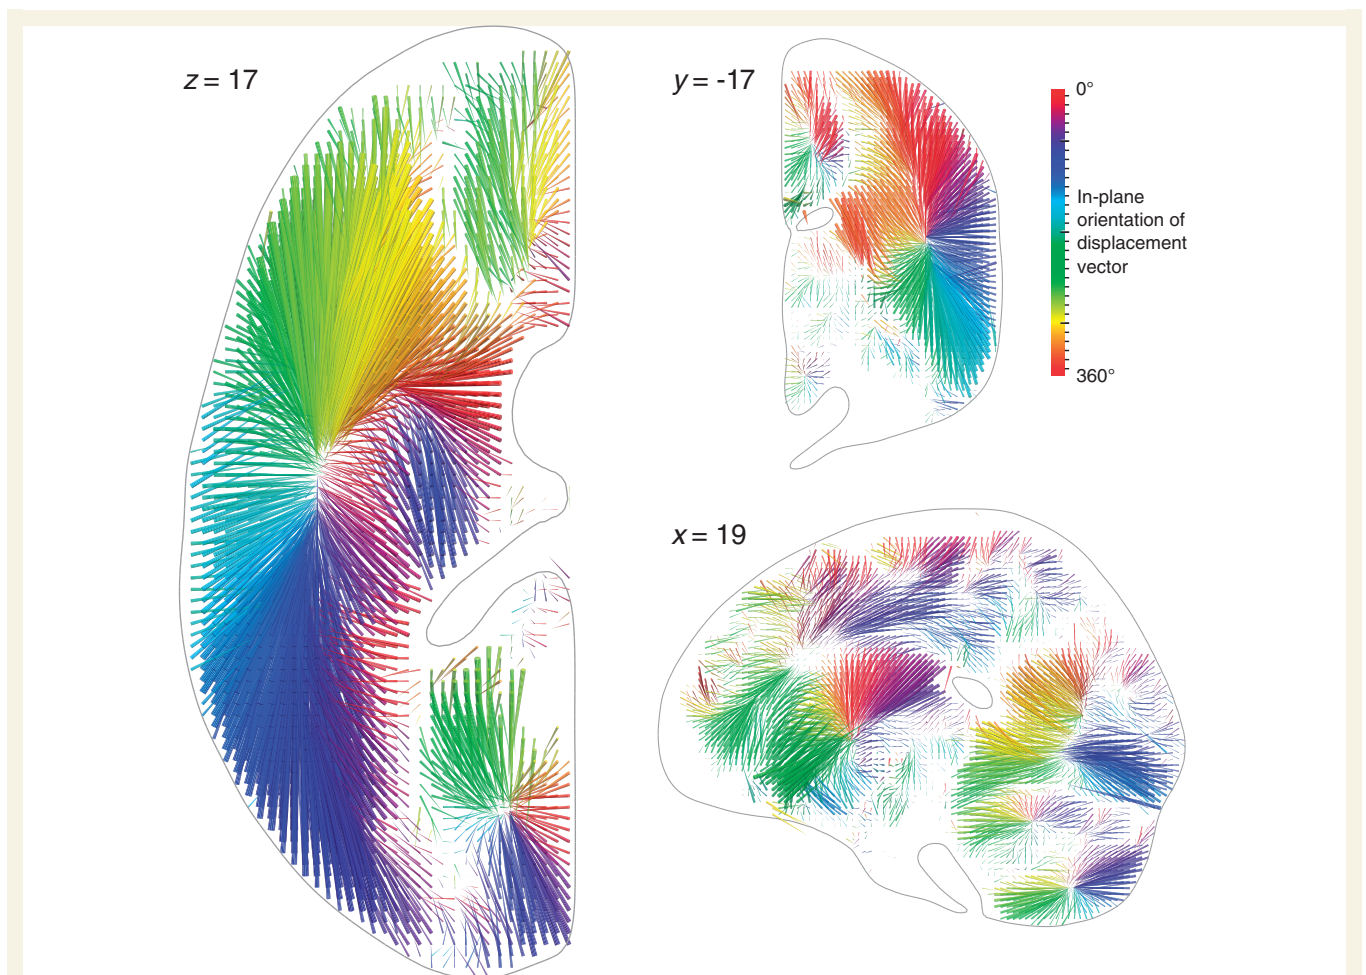 z = 17
y = -17
0°
In-plane
orientation of
displacement
vector
360°
x = 19